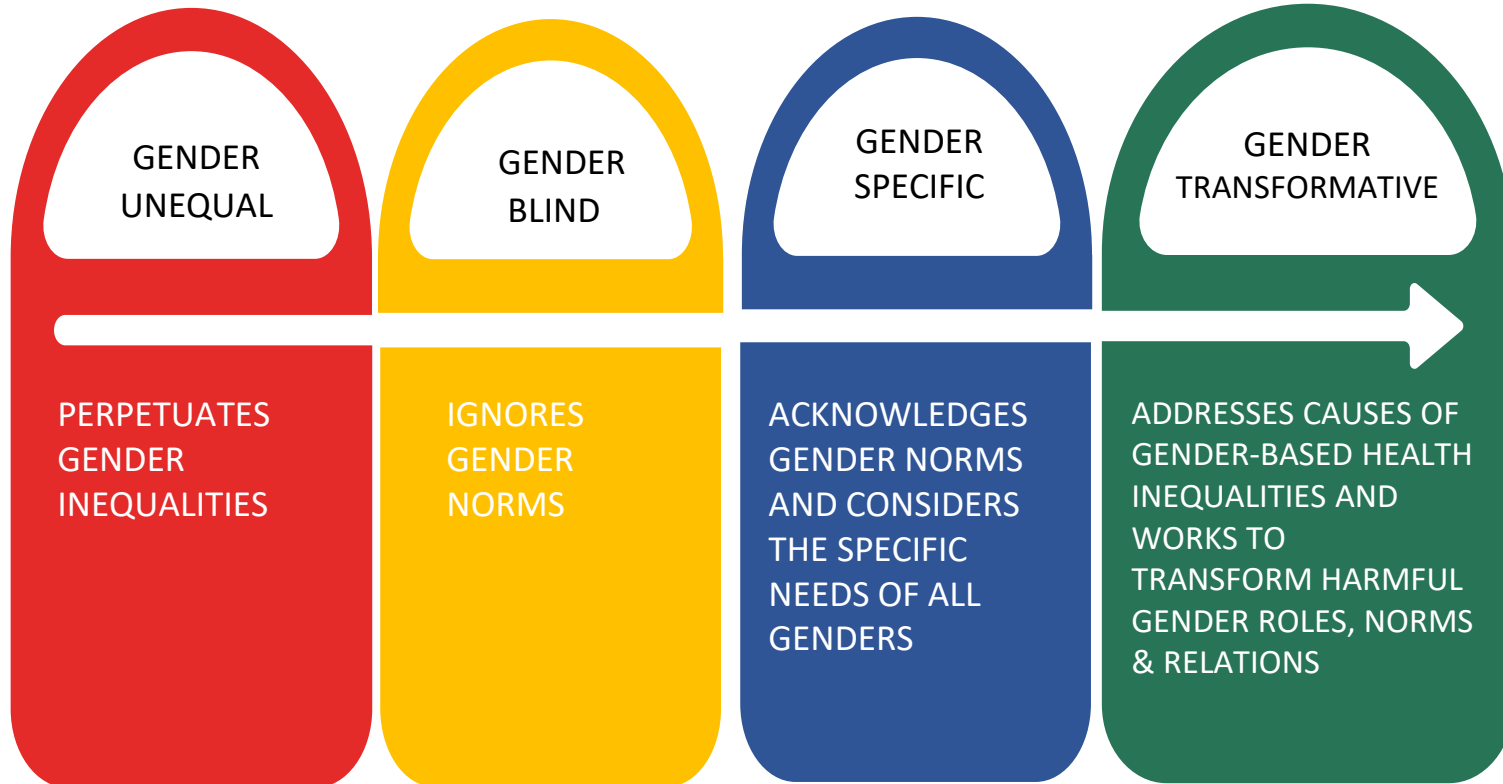 GENDER
UNEQUAL
GENDER
BLIND
GENDER
SPECIFIC
GENDER
TRANSFORMATIVE
PERPETUATES
GENDER
INEQUALITIES
IGNORES
GENDER
NORMS
ACKNOWLEDGES
GENDER NORMS
AND CONSIDERS
THE SPECIFIC
NEEDS OF ALL
GENDERS
ADDRESSES CAUSES OF
GENDER-BASED HEALTH
INEQUALITIES AND
WORKS TO
TRANSFORM HARMFUL
GENDER ROLES, NORMS
& RELATIONS